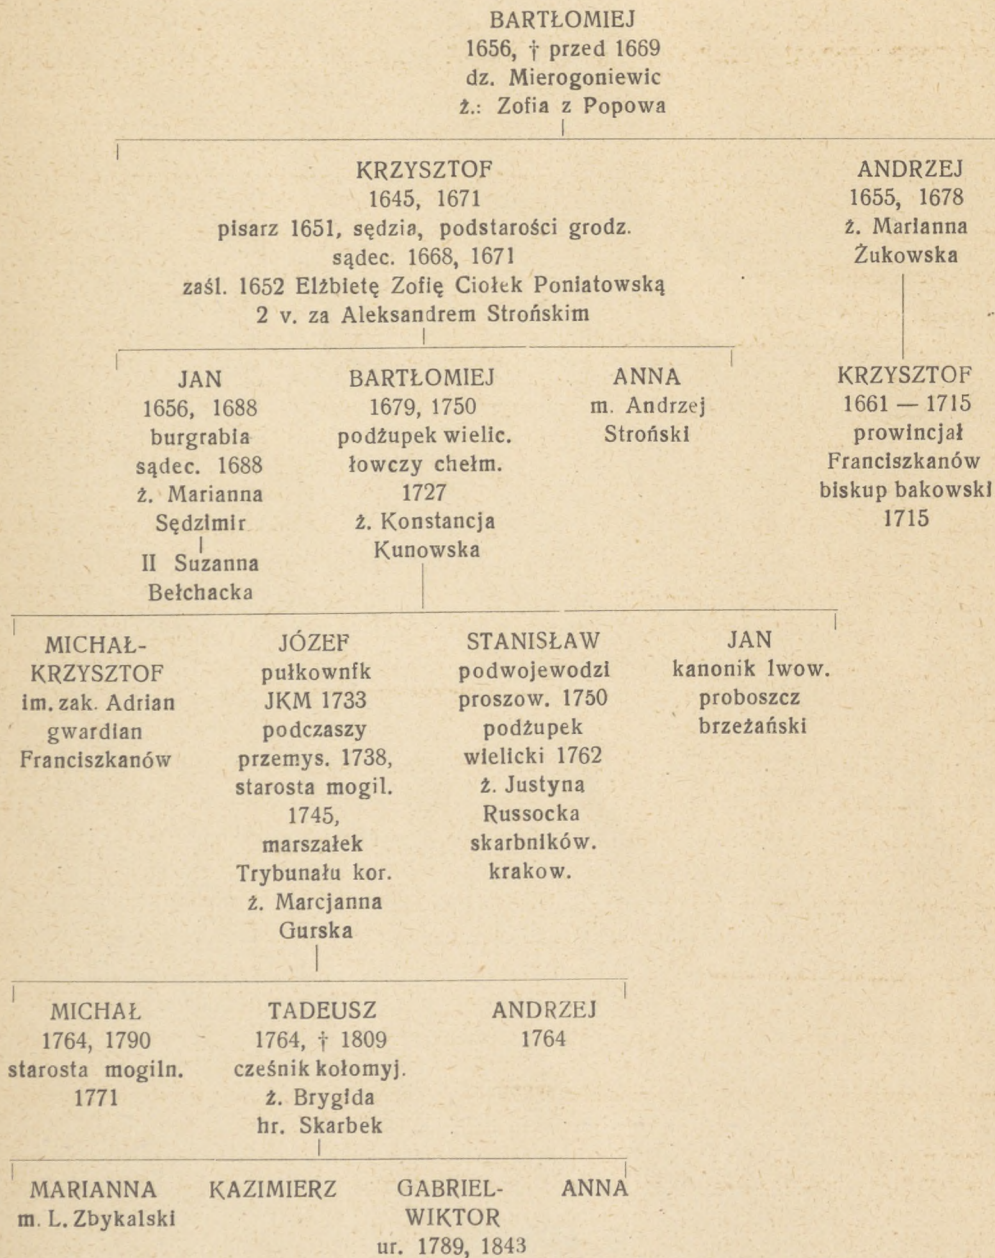 BARTŁOMIEJ
1656, † przed 1669
dz. Mierogoniewic
ż.: Zofia z Popowa
KRZYSZTOF
1645, 1671
pisarz 1651, sędzia, podstarości grodz.
sądec. 1668, 1671
zaśl. 1652 Elżbietę Zofię Ciołek Poniatowską
2 v. za Aleksandrem Strońskim
ANDRZEJ
1655, 1678
ż. Marianna
Żukowska
JAN
1656, 1688
burgrabia
sądec. 1688
ż. Marianna
Sędzimir
II Suzanna
Bełchacka
BARTŁOMIEJ
1679, 1750
podżupek wielic.
łowczy chełm.
1727
ż. Konstancja
Kunowska
ANNA
m. Andrzej
Stroński
KRZYSZTOF
1661 — 1715
prowincjał
Franciszkanów
biskup bakowski
1715
MICHAŁ-
KRZYSZTOF
im. zak. Adrian
gwardian
Franciszkanów
JÓZEF
pułkownik
JKM 1733
podczaszy
przemys. 1738,
starosta mogil.
1745,
marszałek
Trybunału kor.
ż. Marcjanna
Gurska
STANISŁAW
podwojewodzi
proszow. 1750
podżupek
wielicki 1762
ż. Justyna
Russocka
skarbników.
krakow.
JAN
kanonik lwow.
proboszcz
brzeżański
MICHAŁ
1764, 1790
starosta mogiln.
1771
TADEUSZ
1764, † 1809
cześnik kołomyj.
ż. Brygida
hr. Skarbek
ANDRZEJ
1764
MARIANNA
m. L. Zbykalski
KAZIMIERZ
GABRIEL-
WIKTOR
ur. 1789, 1843
ANNA